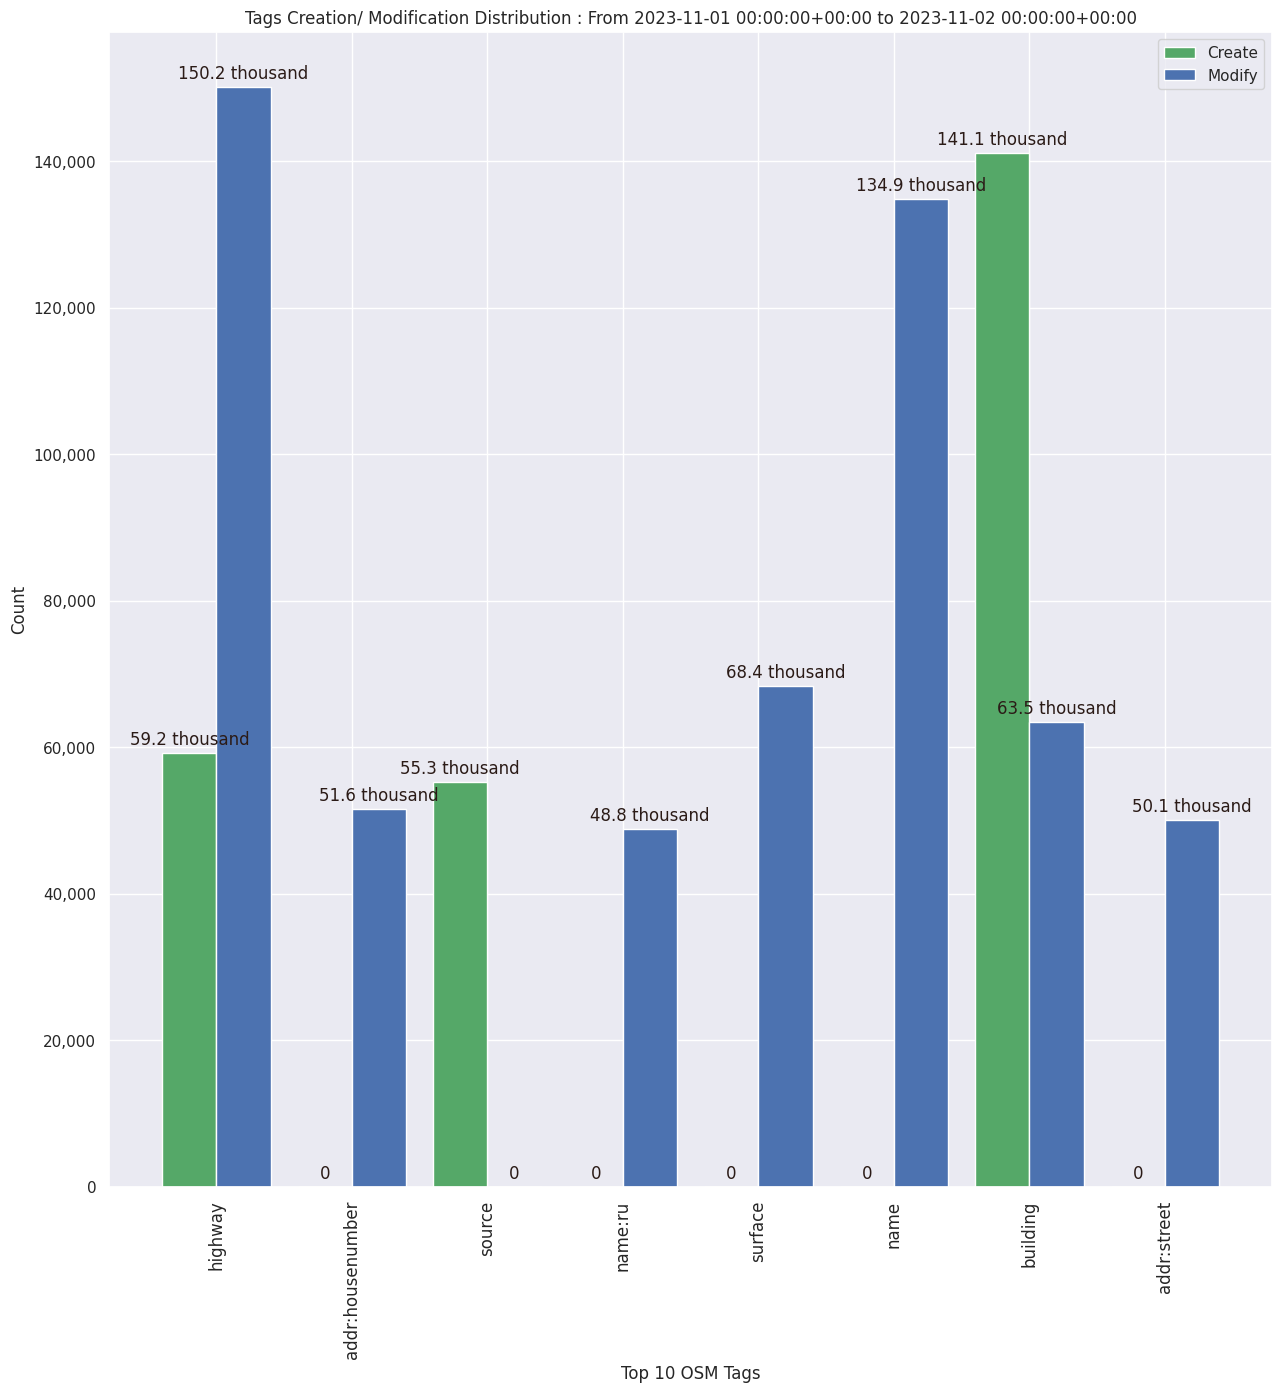 Tags Creation/ Modification Distribution : From 2023-11-01 00:00:00+00:00 to 2023-11-02 00:00:00+00:00
Create
Modify
150.2 thousand
141.1 thousand
134.9 thousand
68.4 thousand
63.5 thousand
59.2 thousand
55.3 thousand
51.6 thousand
48.8 thousand
50.1 thousand
0
0
0
0
0
0
140,000
120,000
100,000
80,000
60,000
40,000
20,000
0
Count
highway
addr:housenumber
source
name:ru
surface
name
building
addr:street
Top 10 OSM Tags